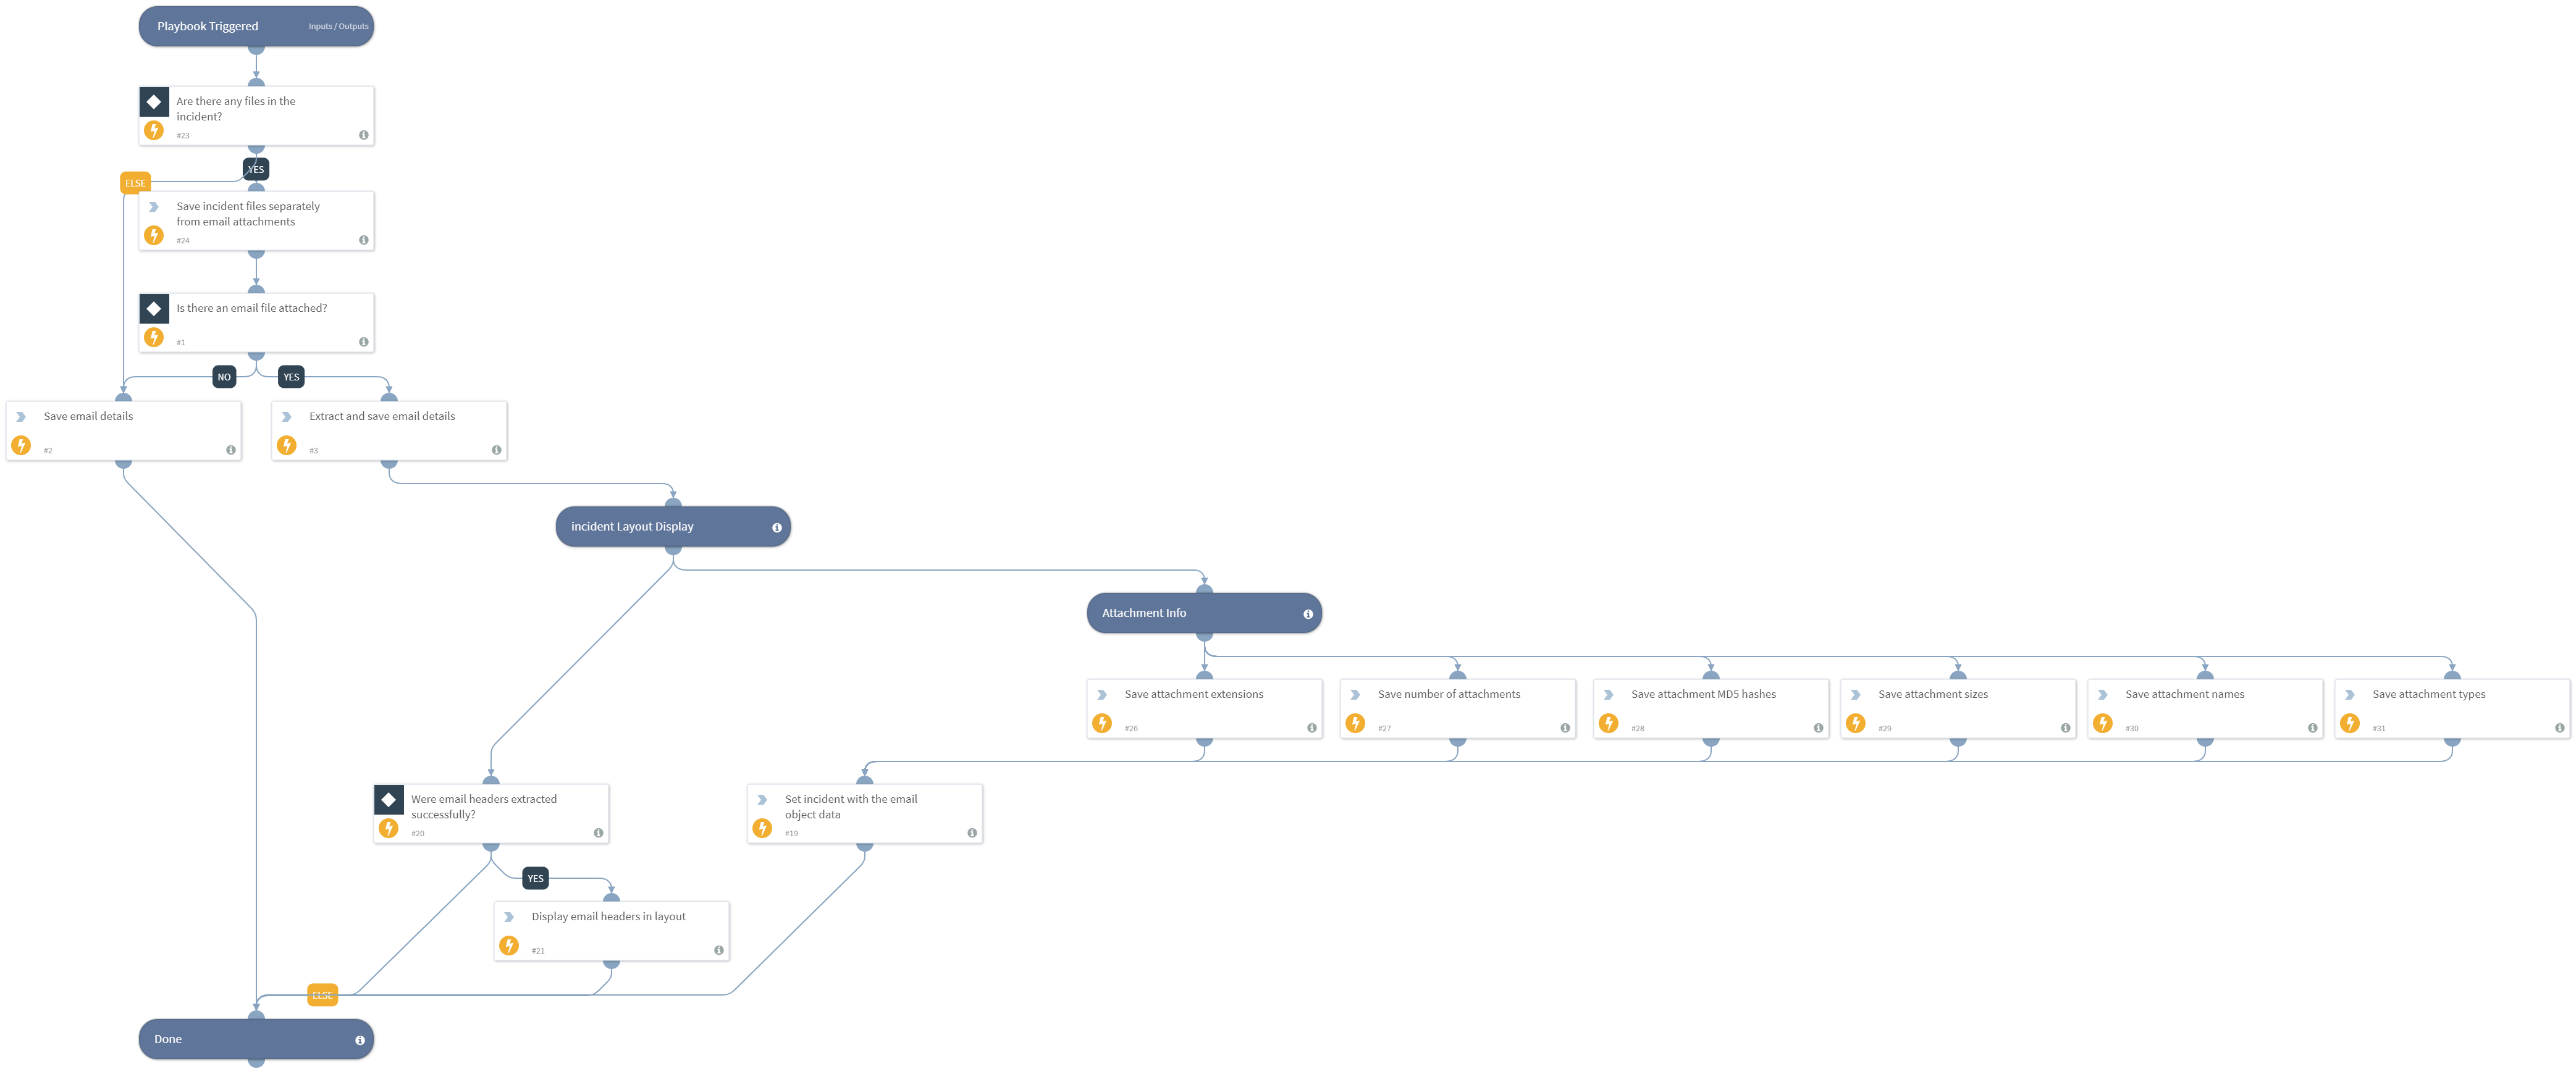 Playbook Triggered
Inputs / Outputs
Are there any files in the
incident?
#23
YES
ELSE
Save incident files separately
from email attachments
#24
Is there an email file attached?
#1
NO
YES
Save email details
#2
Extract and save email details
#3
incident Layout Display
Attachment Info
Save attachment extensions
#26
Save number of attachments
#27
Save attachment MD5 hashes
#28
Save attachment sizes
#29
Save attachment names
#30
Save attachment types
#31
Were email headers extracted
successfully?
#20
Set incident with the email
object data
#19
YES
Display email headers in layout
#21
ELSE
Done